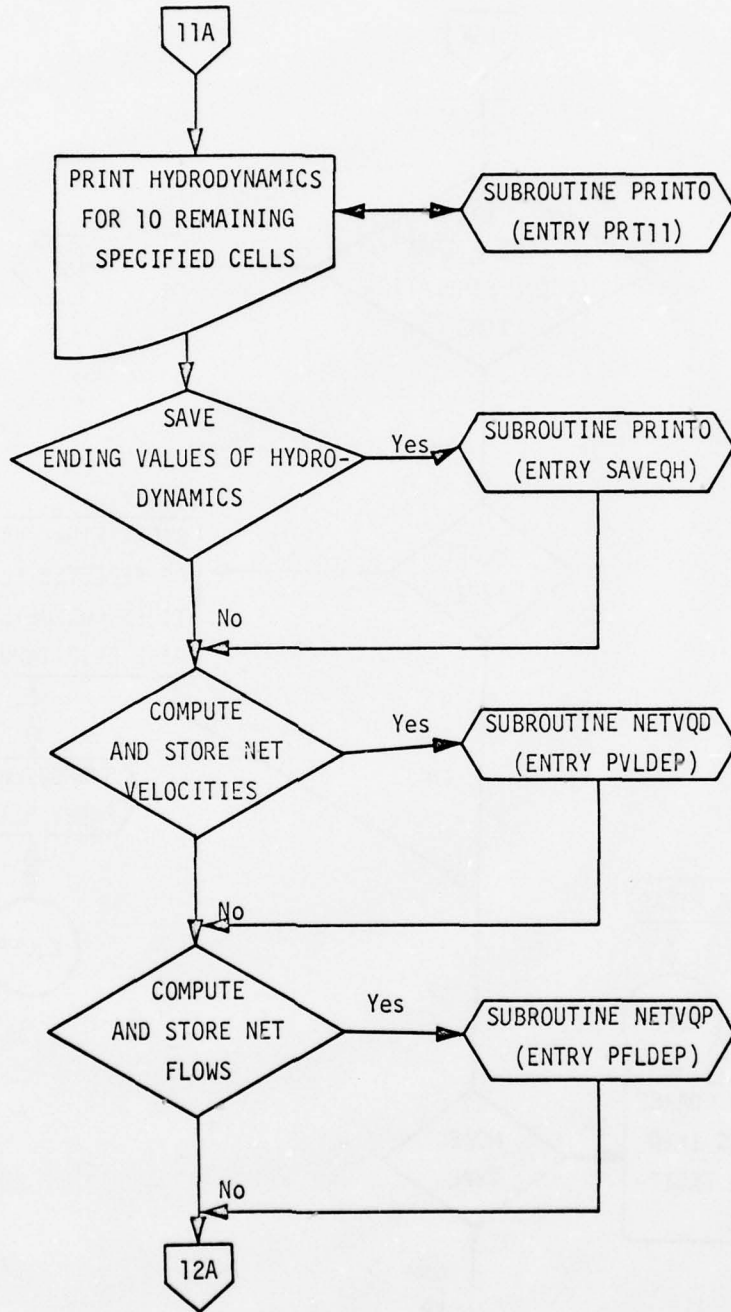 11A
PRINT HYDRODYNAMICS
FOR 10 REMAINING
SPECIFIED CELLS
SUBROUTINE PRINTO
(ENTRY PRT11)
SAVE
ENDING VALUES OF HYDRO-
DYNAMICS
Yes
SUBROUTINE PRINTO
(ENTRY SAVEQH)
No
COMPUTE
AND STORE NET
VELOCITIES
Yes
SUBROUTINE NETVQD
(ENTRY PVLDEP)
No
COMPUTE
AND STORE NET
FLOWS
Yes
SUBROUTINE NETVQP
(ENTRY PFLDEP)
No
12A